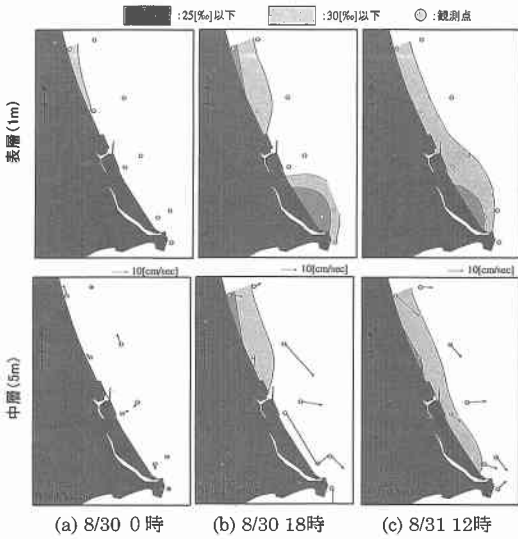 :25[‰]以下 :30[‰]以下 :観測点
表層(1m)
10[cm/sec] 10[cm/sec] 10[cm/sec]
中層(5m)
(a) 8/30 0時 (b) 8/30 18時 (c) 8/31 12時